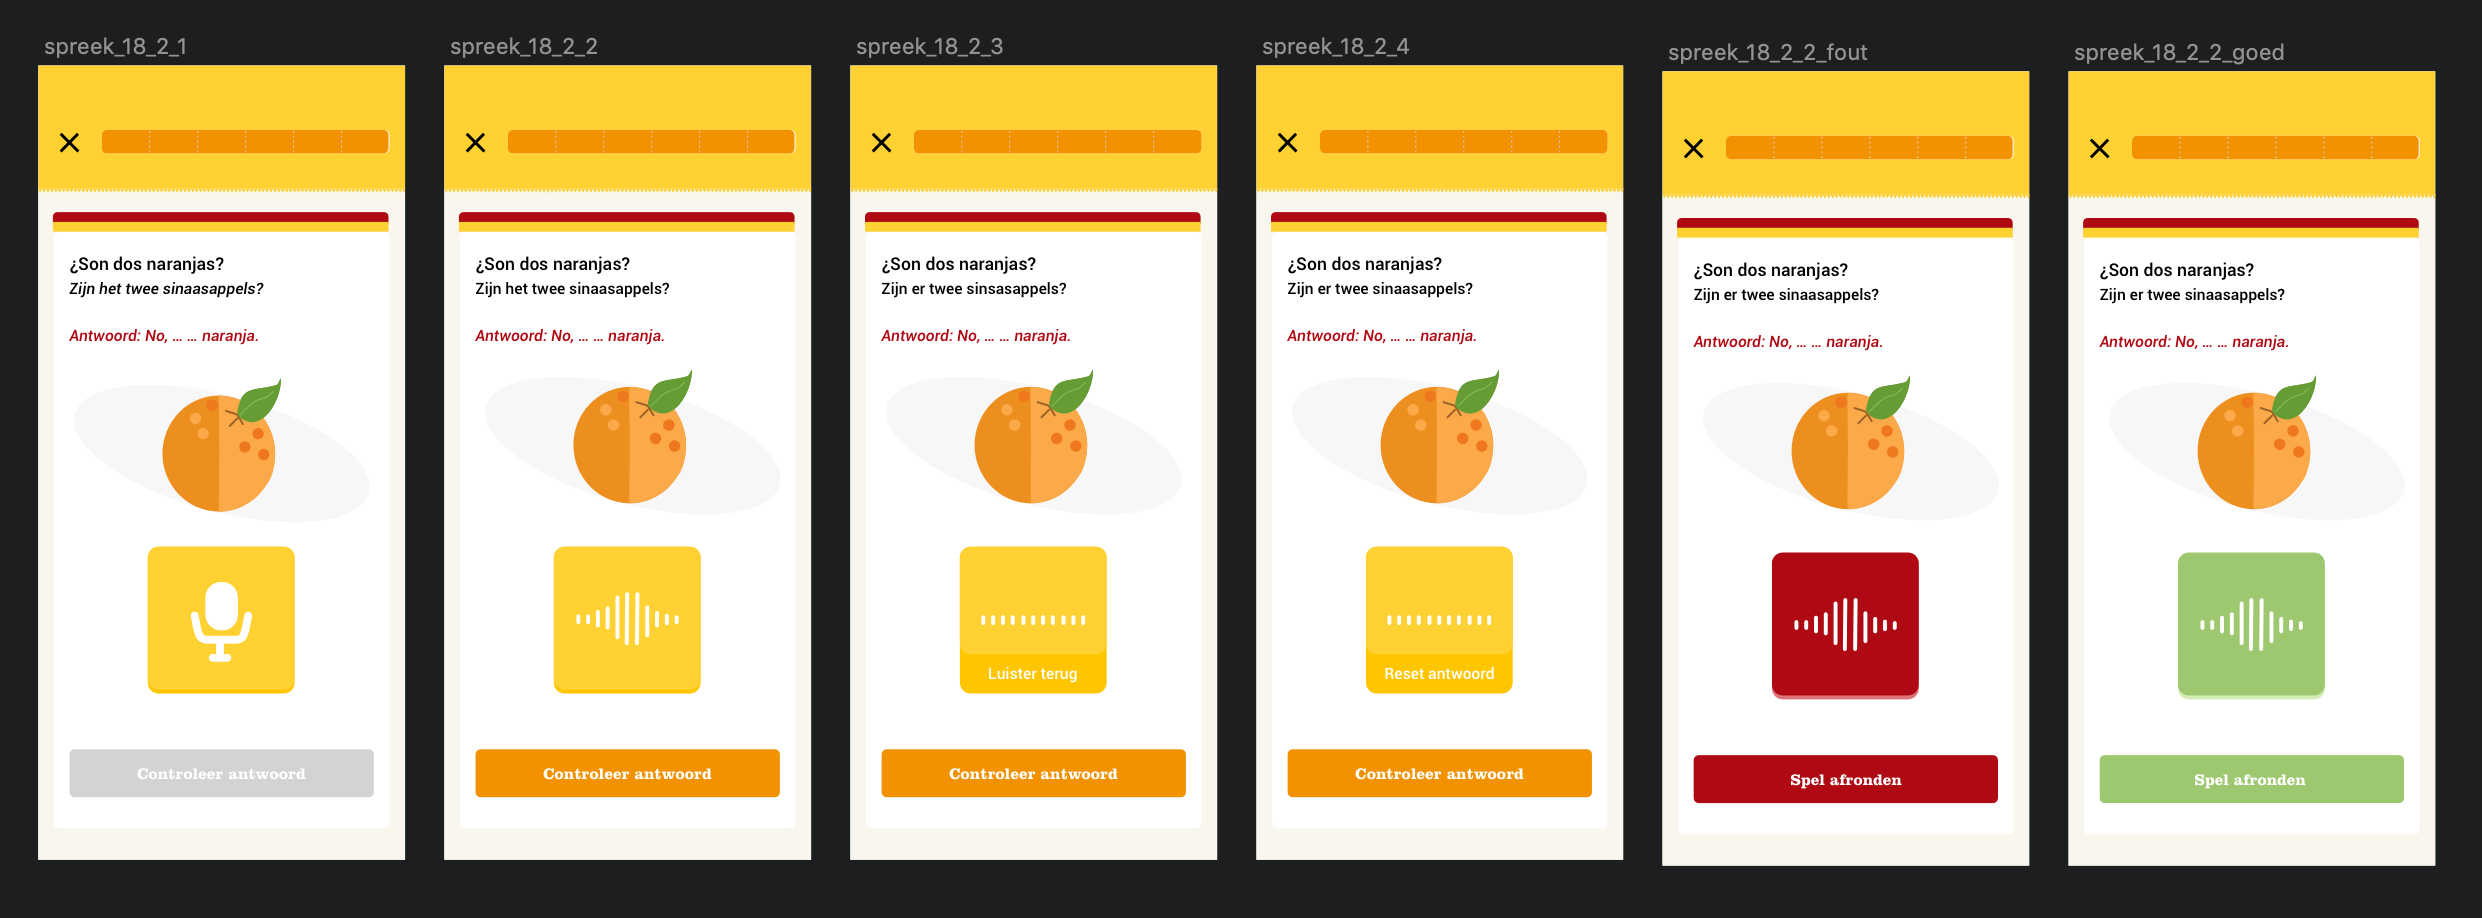 spreek_18_2_1
¿Son dos naranjas?
Zijn het twee sinaasappels?
Antwoord: No, ... ... naranja.
Controleer antwoord
spreek_18_2_2
¿Son dos naranjas?
Zijn het twee sinaasappels?
Antwoord: No, ... ... naranja.
Controleer antwoord
spreek_18_2_3
¿Son dos naranjas?
Zijn er twee sinsasappels?
Antwoord: No, ... ... naranja.
Luister terug
Controleer antwoord
spreek_18_2_4
¿Son dos naranjas?
Zijn er twee sinaasappels?
Antwoord: No, ... ... naranja.
Reset antwoord
Controleer antwoord
spreek_18_2_2_fout
¿Son dos naranjas?
Zijn er twee sinaasappels?
Antwoord: No, ... ... naranja.
Spel afronden
spreek_18_2_2_goed
¿Son dos naranjas?
Zijn er twee sinaasappels?
Antwoord: No, ... ... naranja.
Spel afronden